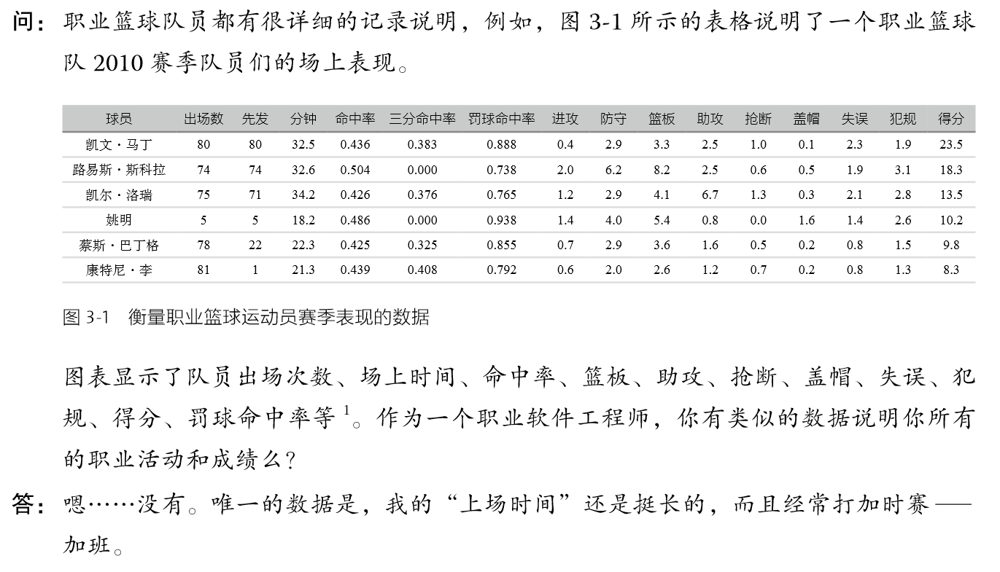 问：职业篮球队员都有很详细的记录说明，例如，图 3-1 所示的表格说明了一个职业篮球
队 2010 赛季队员们的场上表现。
球员 出场数 先发 分钟 命中率 三分命中率 罚球命中率 进攻 防守 篮板 助攻 抢断 盖帽 失误 犯规 得分
凯文·马丁 80 80 32.5 0.436 0.383 0.888 0.4 2.9 3.3 2.5 1.0 0.1 2.3 1.9 23.5
路易斯·斯科拉 74 74 32.6 0.504 0.000 0.738 2.0 6.2 8.2 2.5 0.6 0.5 1.9 3.1 18.3
凯尔·洛瑞 75 71 34.2 0.426 0.376 0.765 1.2 2.9 4.1 6.7 1.3 0.3 2.1 2.8 13.5
姚明 5 5 18.2 0.486 0.000 0.938 1.4 4.0 5.4 0.8 0.0 1.6 1.4 2.6 10.2
蔡斯·巴丁格 78 22 22.3 0.425 0.325 0.855 0.7 2.9 3.6 1.6 0.5 0.2 0.8 1.5 9.8
康特尼·李 81 1 21.3 0.439 0.408 0.792 0.6 2.0 2.6 1.2 0.7 0.2 0.8 1.3 8.3
图 3-1 衡量职业篮球运动员赛季表现的数据
图表显示了队员出场次数、场上时间、命中率、篮板、助攻、抢断、盖帽、失误、犯
规、得分、罚球命中率等 1。作为一个职业软件工程师，你有类似的数据说明你所有
的职业活动和成绩么？
答：嗯……没有。唯一的数据是，我的“上场时间”还是挺长的，而且经常打加时赛——
加班。